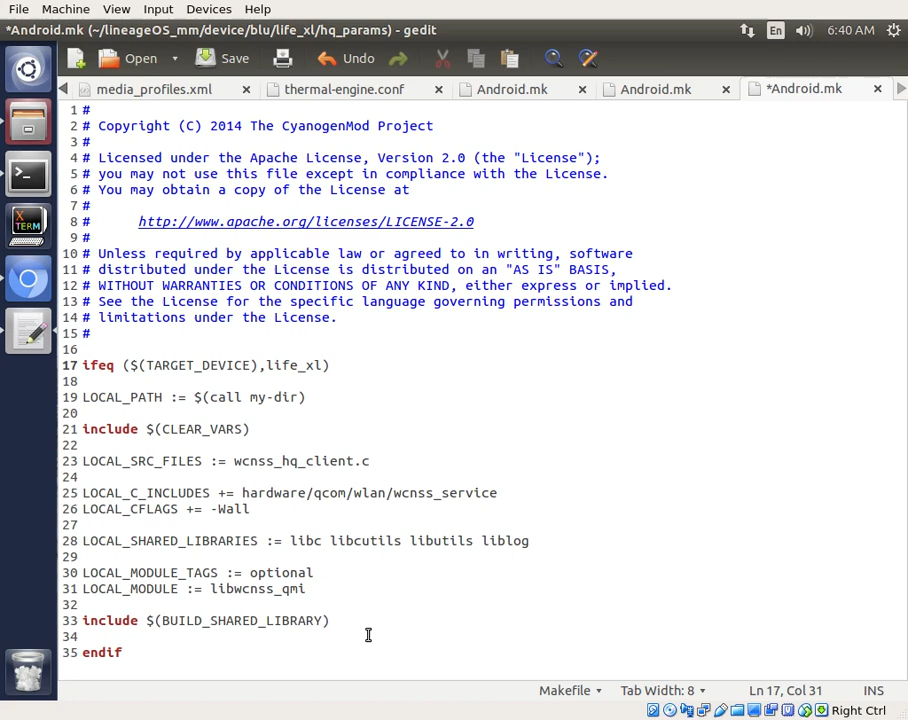 File Machine View Input Devices Help
*Android.mk (~/lineageOS_mm/device/blu/life_xl/hq_params) - gedit
En 6:40 AM
Open Save Undo
media_profiles.xml thermal-engine.conf Android.mk Android.mk *Android.mk
1 #
2 # Copyright (C) 2014 The CyanogenMod Project
3 #
4 # Licensed under the Apache License, Version 2.0 (the "License");
5 # you may not use this file except in compliance with the License.
6 # You may obtain a copy of the License at
7 #
8 # http://www.apache.org/licenses/LICENSE-2.0
9 #
10 # Unless required by applicable law or agreed to in writing, software
11 # distributed under the License is distributed on an "AS IS" BASIS,
12 # WITHOUT WARRANTIES OR CONDITIONS OF ANY KIND, either express or implied.
13 # See the License for the specific language governing permissions and
14 # limitations under the License.
15 #
16
17 ifeq ($(TARGET_DEVICE),life_xl)
18
19 LOCAL_PATH := $(call my-dir)
20
21 include $(CLEAR_VARS)
22
23 LOCAL_SRC_FILES := wcnss_hq_client.c
24
25 LOCAL_C_INCLUDES += hardware/qcom/wlan/wcnss_service
26 LOCAL_CFLAGS += -Wall
27
28 LOCAL_SHARED_LIBRARIES := libc libcutils libutils liblog
29
30 LOCAL_MODULE_TAGS := optional
31 LOCAL_MODULE := libwcnss_qmi
32
33 include $(BUILD_SHARED_LIBRARY)
34
35 endif
X TERM
Makefile Tab Width: 8 Ln 17, Col 31 INS
Right Ctrl